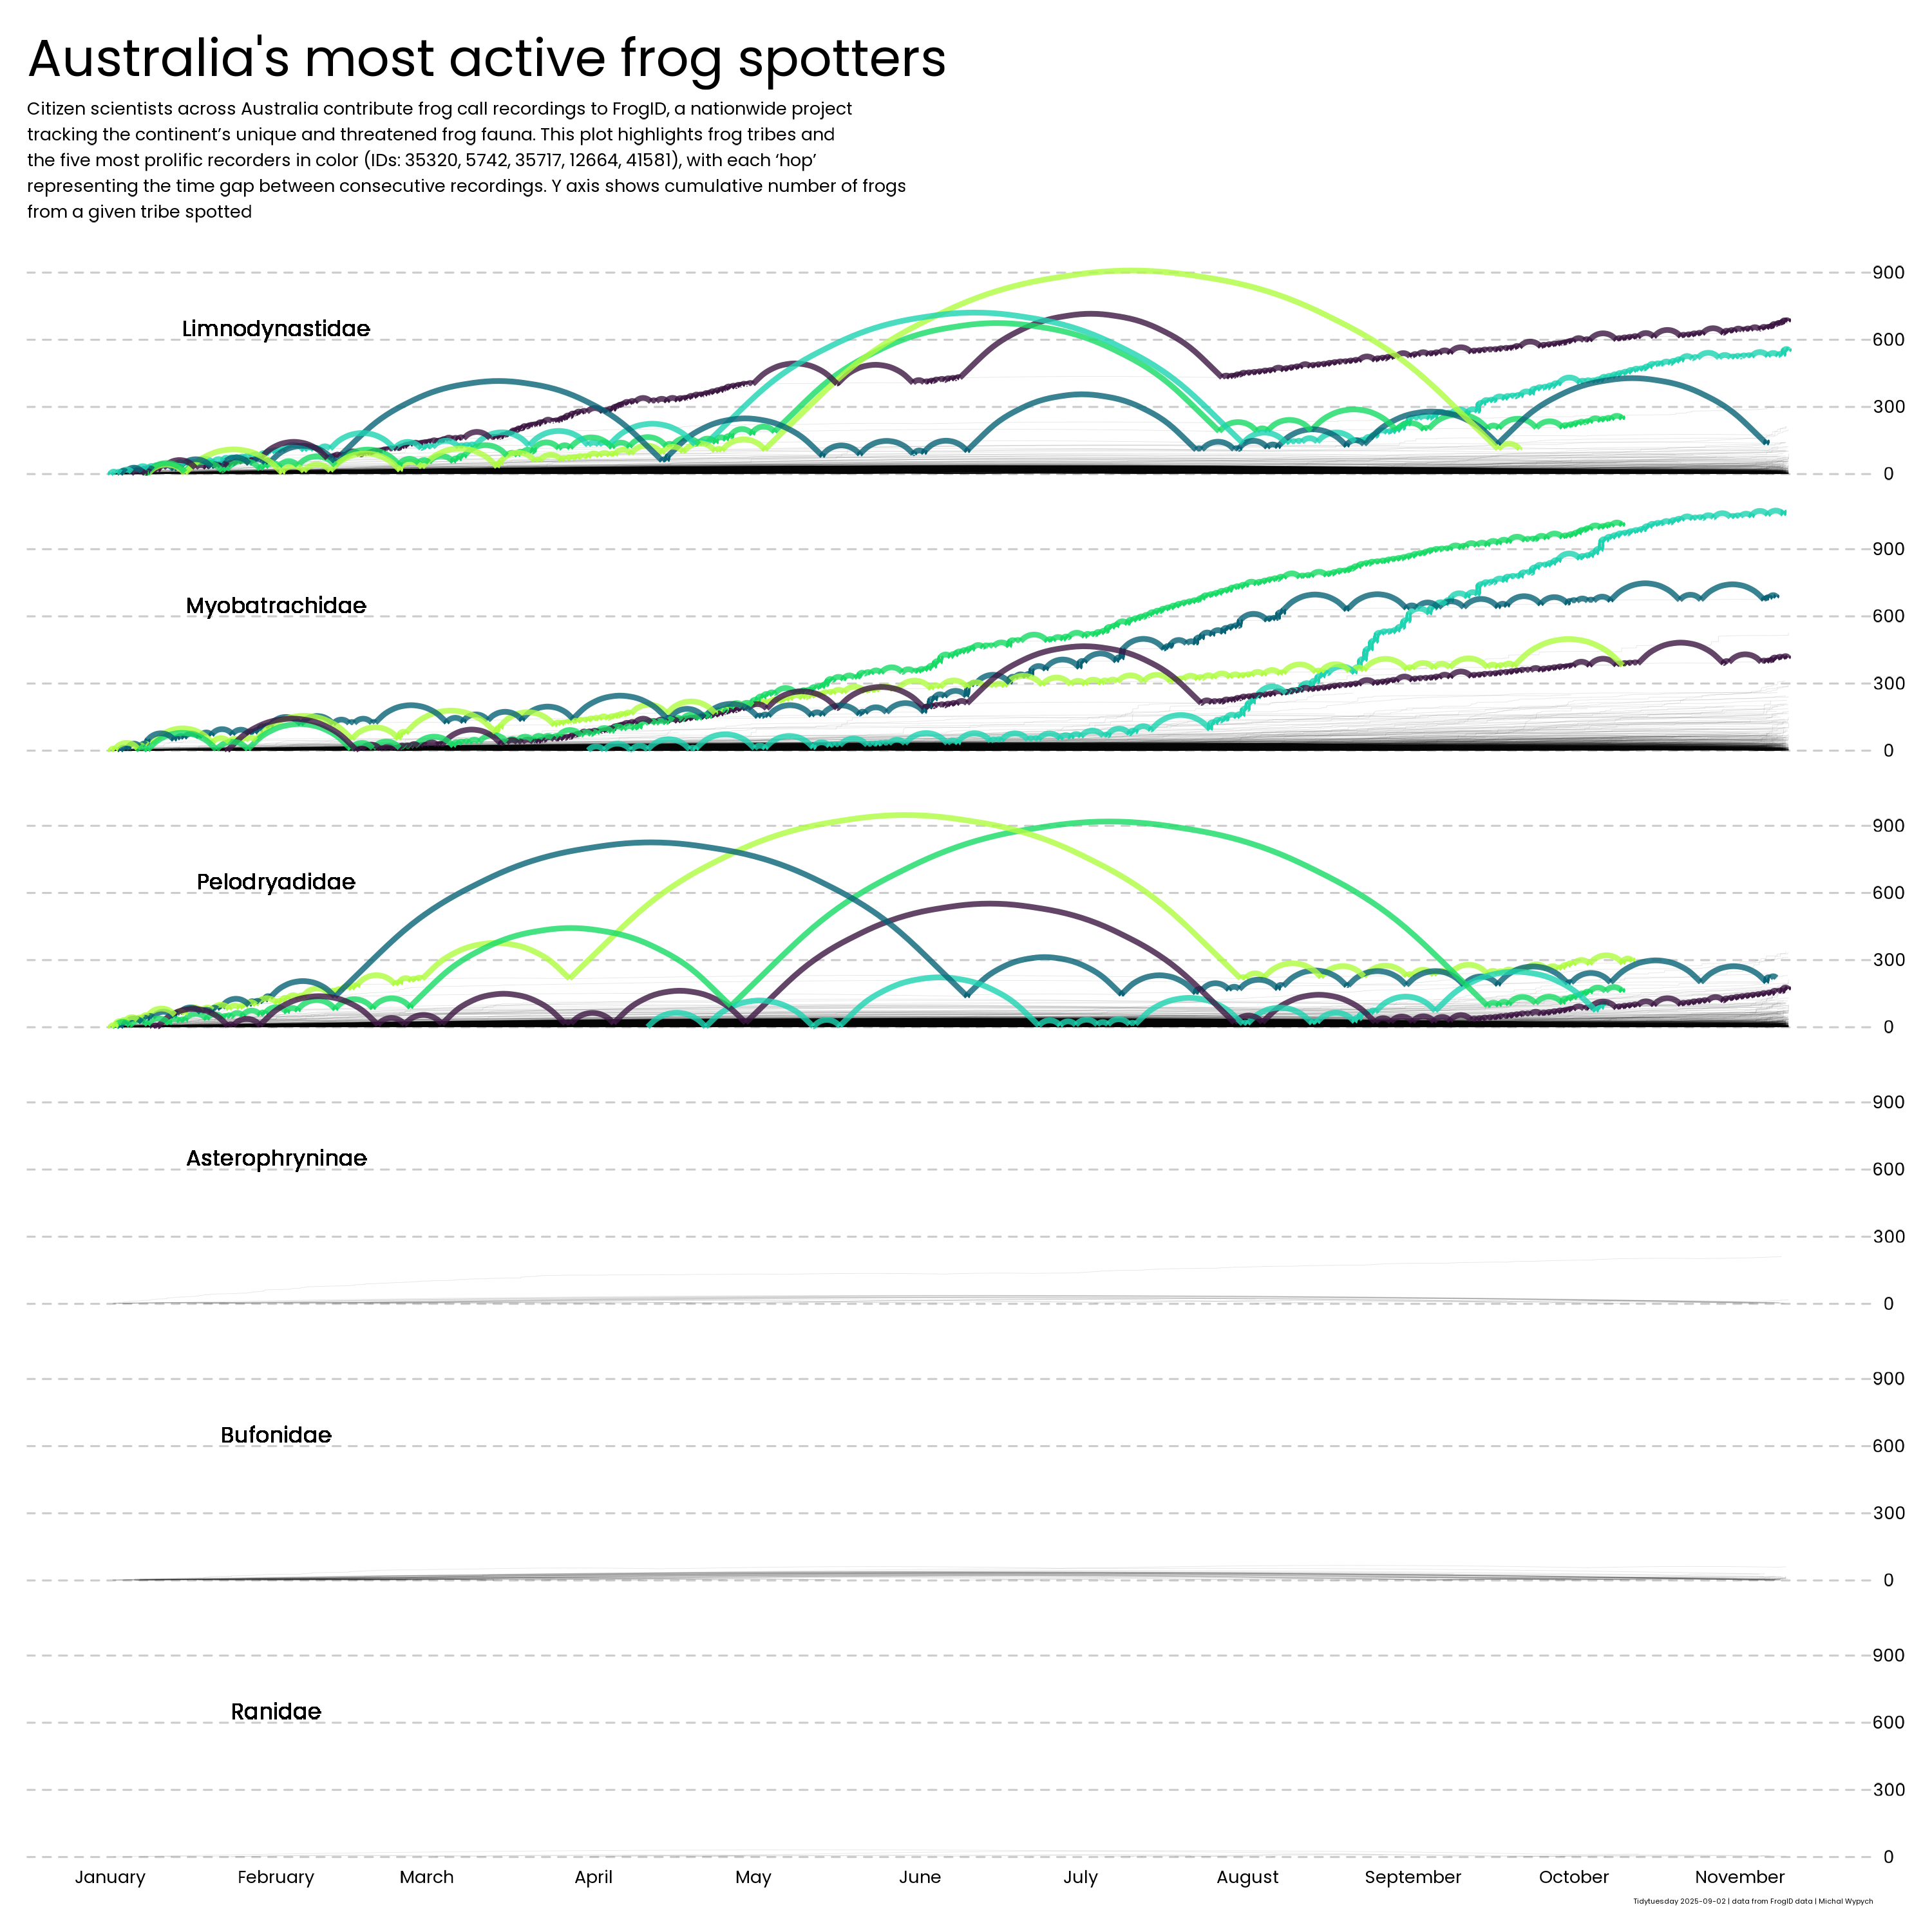 Australia's most active frog spotters
Citizen scientists across Australia contribute frog call recordings to FrogID, a nationwide project
tracking the continent’s unique and threatened frog fauna. This plot highlights frog tribes and
the five most prolific recorders in color (IDs: 35320, 5742, 35717, 12664, 41581), with each ‘hop’
representing the time gap between consecutive recordings. Y axis shows cumulative number of frogs
from a given tribe spotted
900
Limnodynastidae
600
300
0
900
Myobatrachidae
600
300
0
900
Pelodryadidae
600
300
0
900
Asterophryninae
600
300
0
900
Bufonidae
600
300
0
900
Ranidae
600
300
0
January February March April May June July August September October November
Tidytuesday 2025-09-02 | data from FrogID data | Michal Wypych